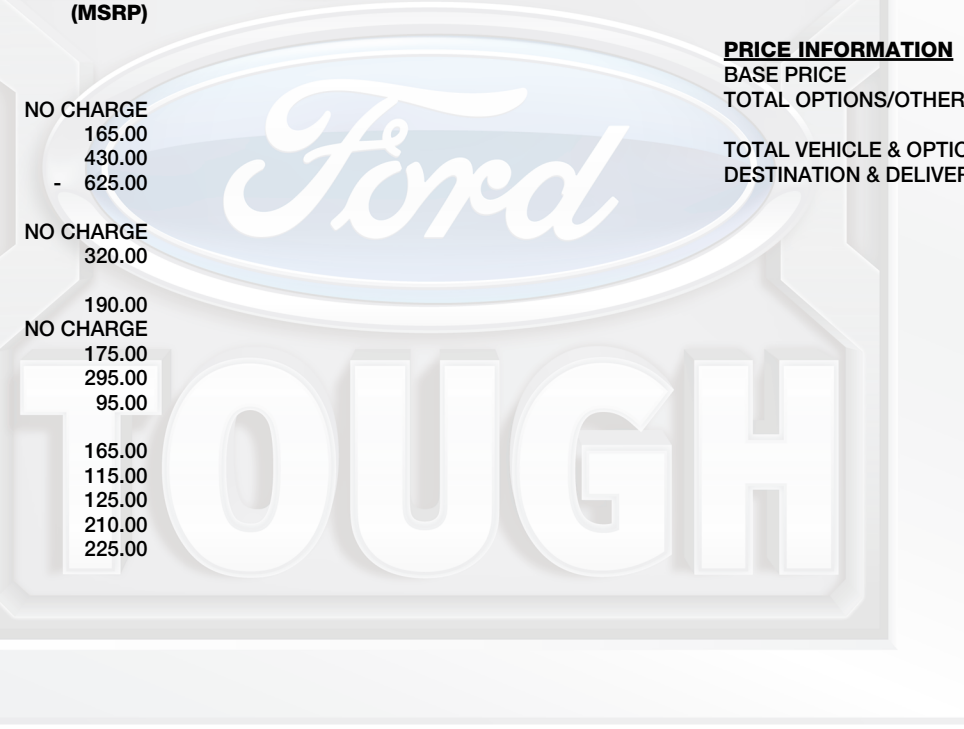 (MSRP)
NO CHARGE
165.00
430.00
- 625.00
NO CHARGE
320.00
190.00
NO CHARGE
175.00
295.00
95.00
165.00
115.00
125.00
210.00
225.00
PRICE INFORMATION
BASE PRICE
TOTAL OPTIONS/OTHER
TOTAL VEHICLE & OPTIO
DESTINATION & DELIVER
Ford
TOUGH